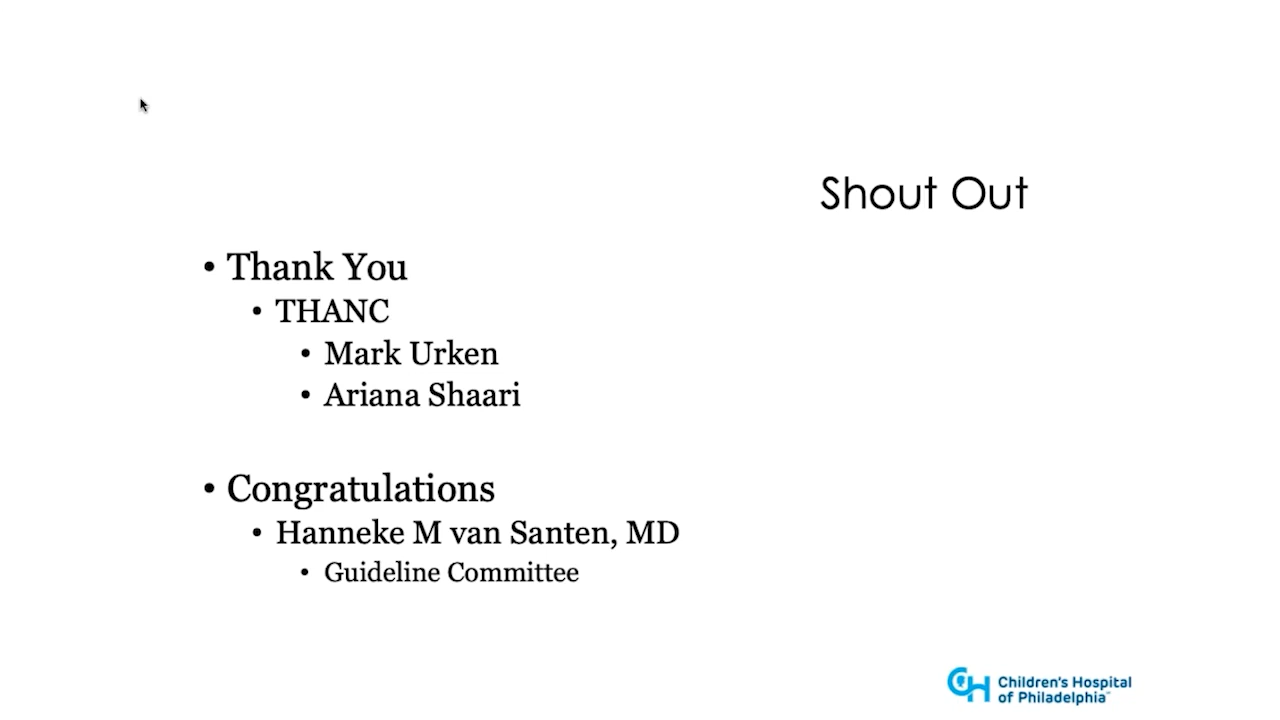 Shout Out
• Thank You
• THANC
• Mark Urken
• Ariana Shaari
• Congratulations
• Hanneke M van Santen, MD
• Guideline Committee
Children's Hospital
of Philadelphia™